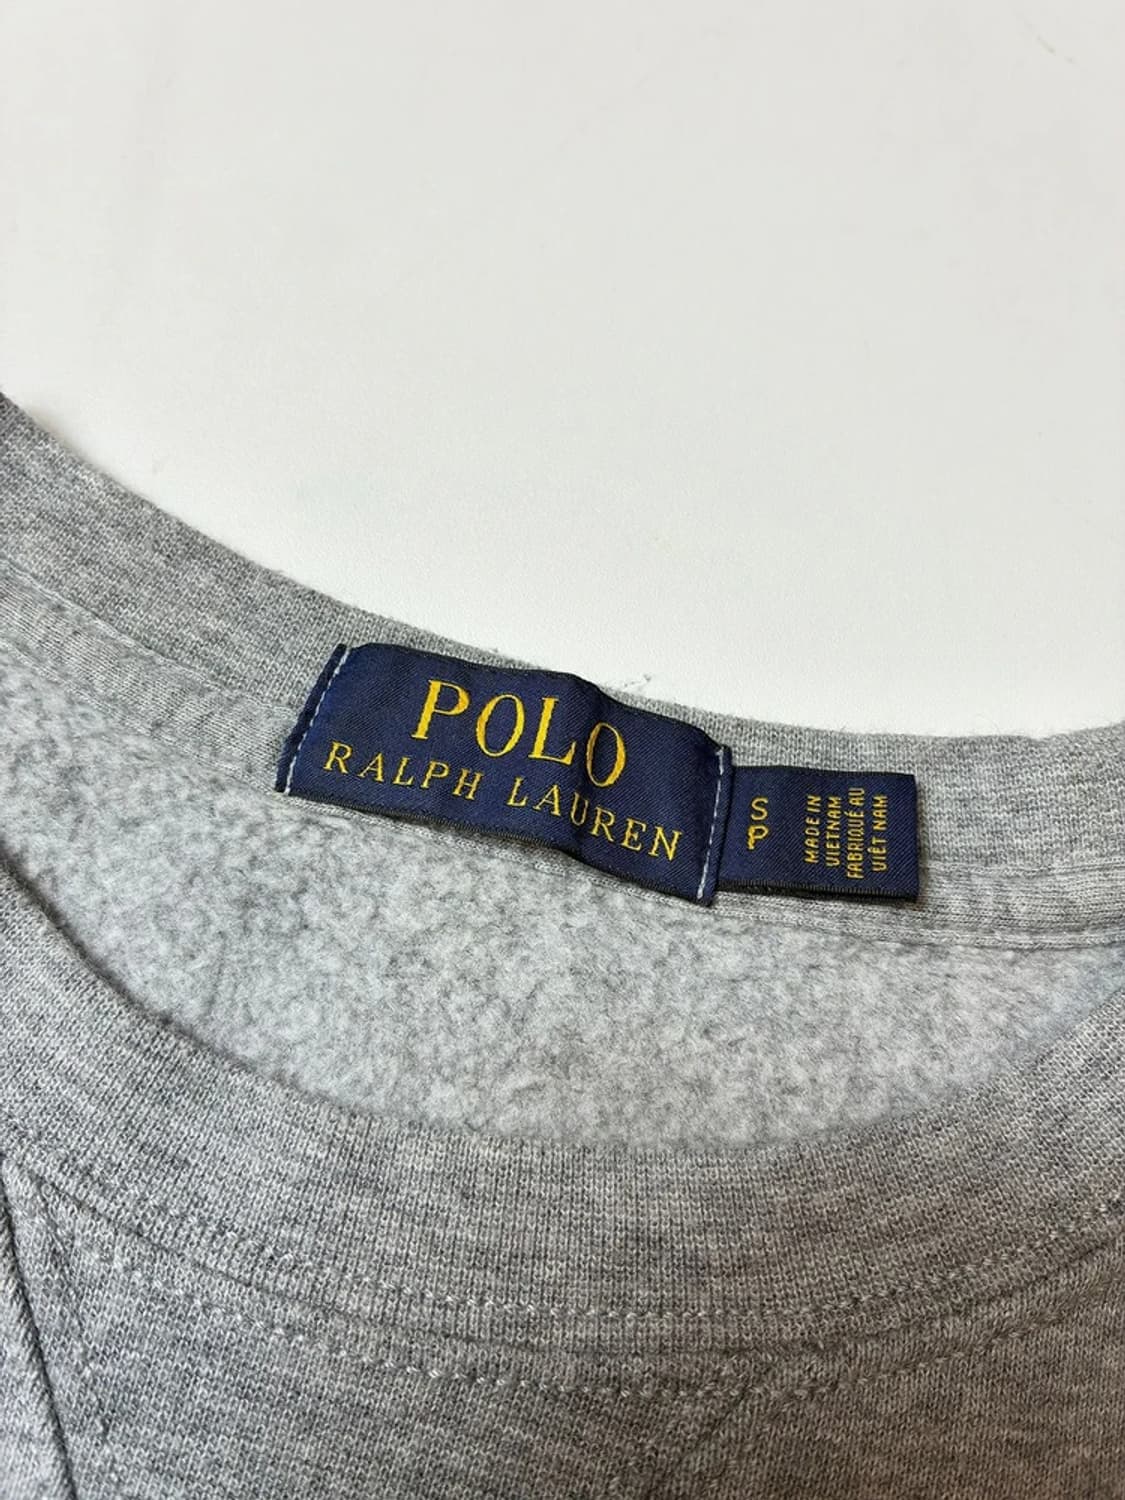 POLO
RALPH LAUREN
S
P
MADE IN
VIETNAM
FABRIQUÉ AU
VIÊT NAM